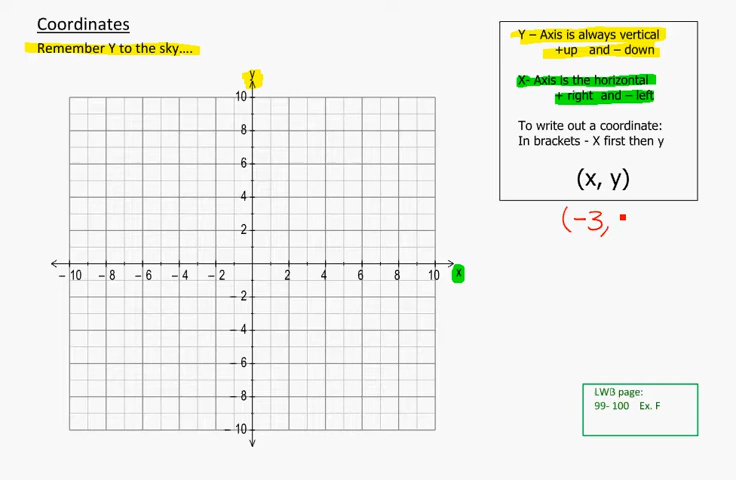 Coordinates
Remember Y to the sky....
Y – Axis is always vertical
+up and – down
X- Axis is the horizontal
+ right and – left
To write out a coordinate:
In brackets - X first then y
(x, y)
(-3,
y
10
8
6
4
2
– 10 – 8 – 6 – 4 – 2 2 4 6 8 10 x
– 2
– 4
– 6
– 8
– 10
LWB page:
99- 100 Ex. F